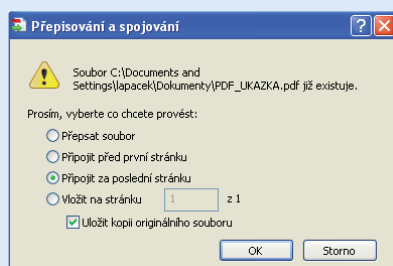 Přepisování a spojování
Soubor C:\Documents and
Settings\lapacek\Dokumenty\PDF_UKAZKA.pdf již existuje.
Prosím, vyberte co chcete provést:
Přepsat soubor
Připojit před první stránku
Připojit za poslední stránku
Vložit na stránku 1 z 1
Uložit kopii originálního souboru
OK Storno